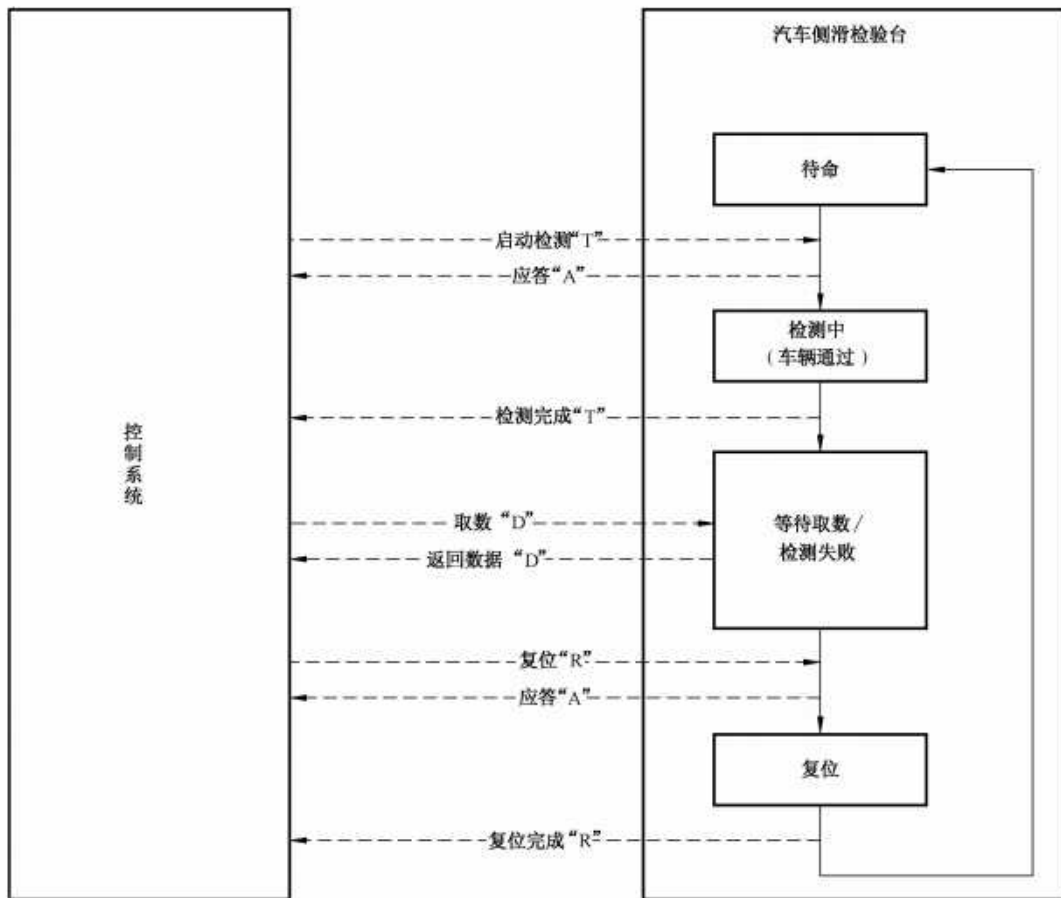 汽车侧滑检验台
待命
启动检测“T”
应答“A”
检测中
（车辆通过）
检测完成“T”
控
制
系
统
取数 “D”
返回数据 “D”
等待取数/
检测失败
复位“R”
应答“A”
复位
复位完成“R”